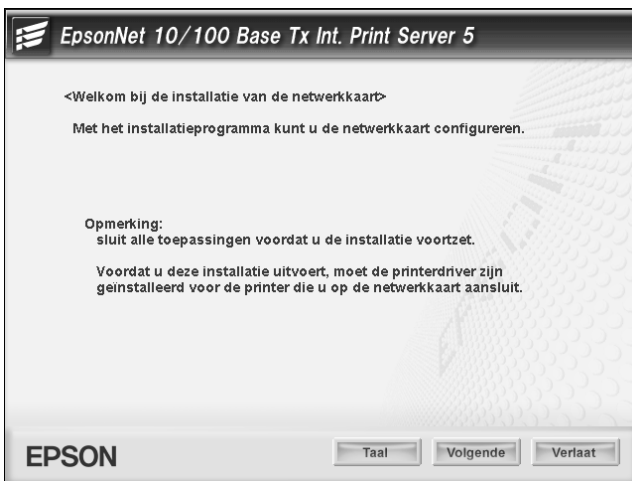 EpsonNet 10/100 Base Tx Int. Print Server 5
<Welkom bij de installatie van de netwerkkaart>
Met het installatieprogramma kunt u de netwerkkaart configureren.
Opmerking:
sluit alle toepassingen voordat u de installatie voortzet.
Voordat u deze installatie uitvoert, moet de printerdriver zijn
geïnstalleerd voor de printer die u op de netwerkkaart aansluit.
EPSON
EPSON
Taal
Volgende
Verlaat